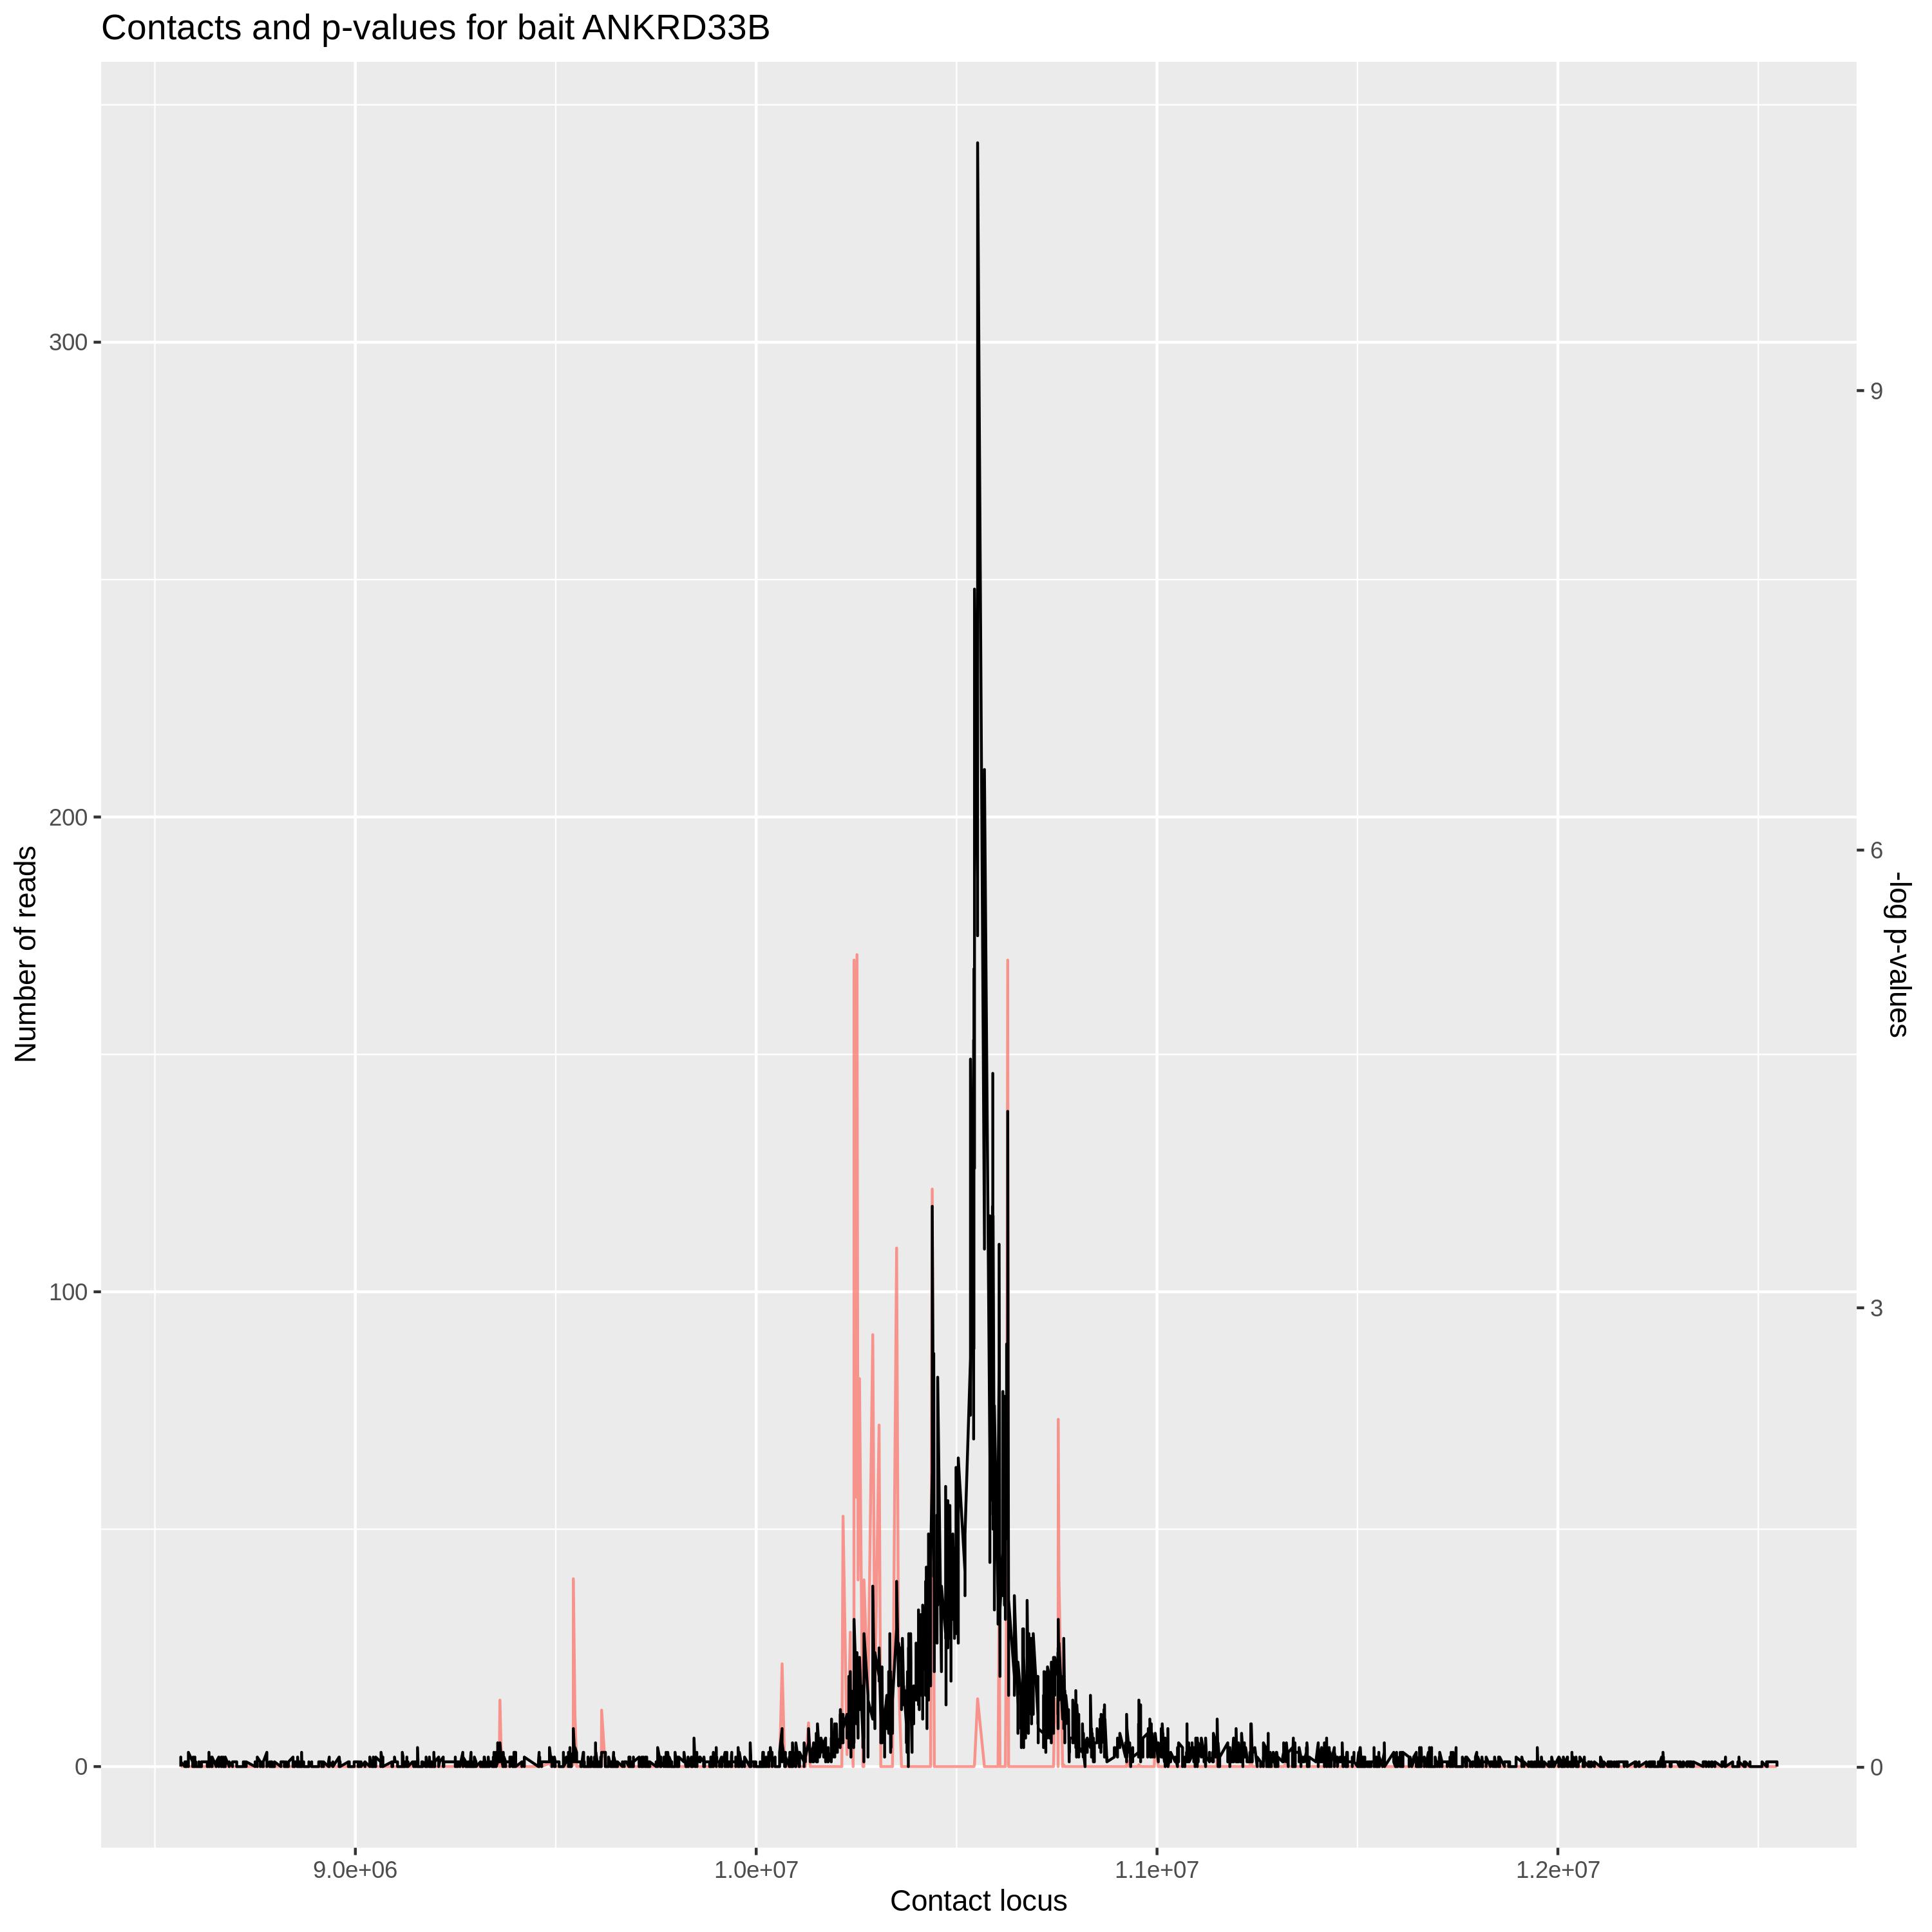 Contacts and p-values for bait ANKRD33B
Number of reads
300
200
100
0
9
6
3
0
-log p-values
9.0e+06
1.0e+07
1.1e+07
1.2e+07
Contact locus